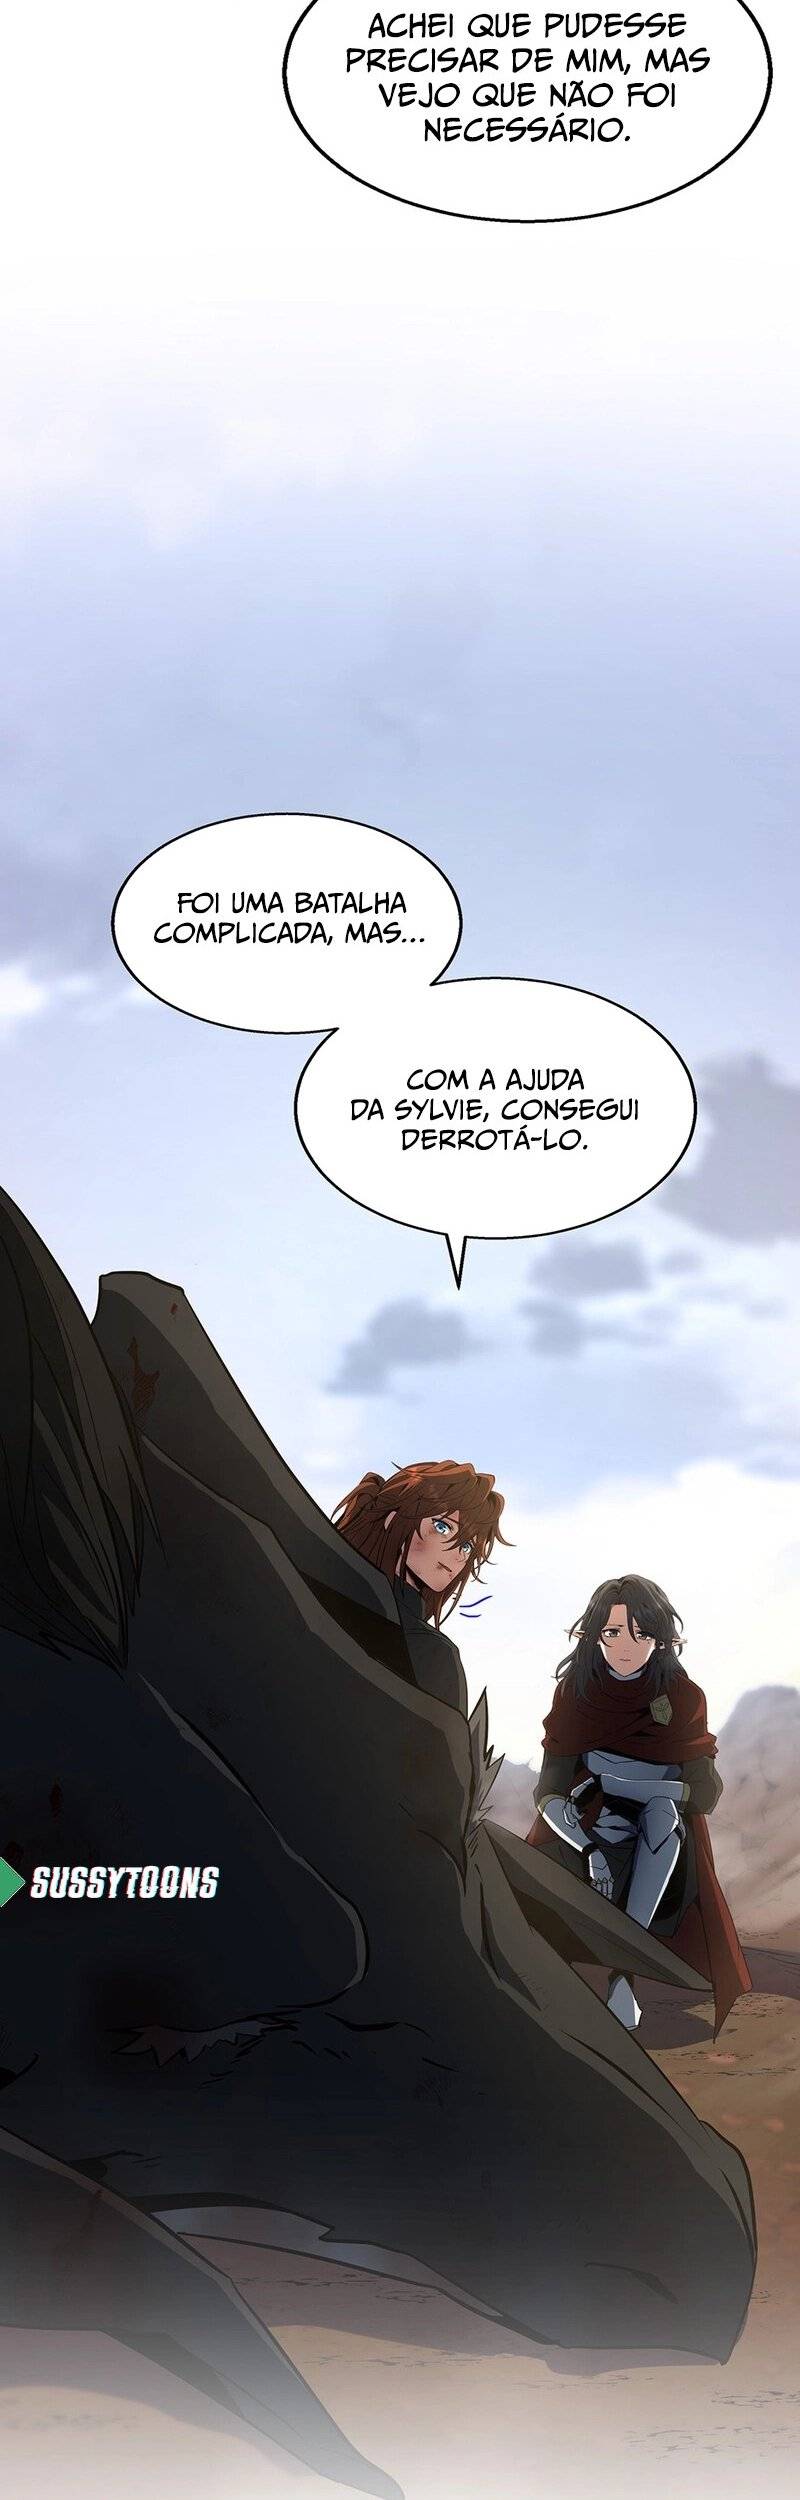 ACHEI QUE PUDESSE
PRECISAR DE MIM, MAS
VEJO QUE NÃO FOI
NECESSÁRIO.
FOI UMA BATALHA
COMPLICADA, MAS...
COM A AJUDA
DA SYLVIE, CONSEGUI
DERROTÁ-LO.
SUSSYTOONS